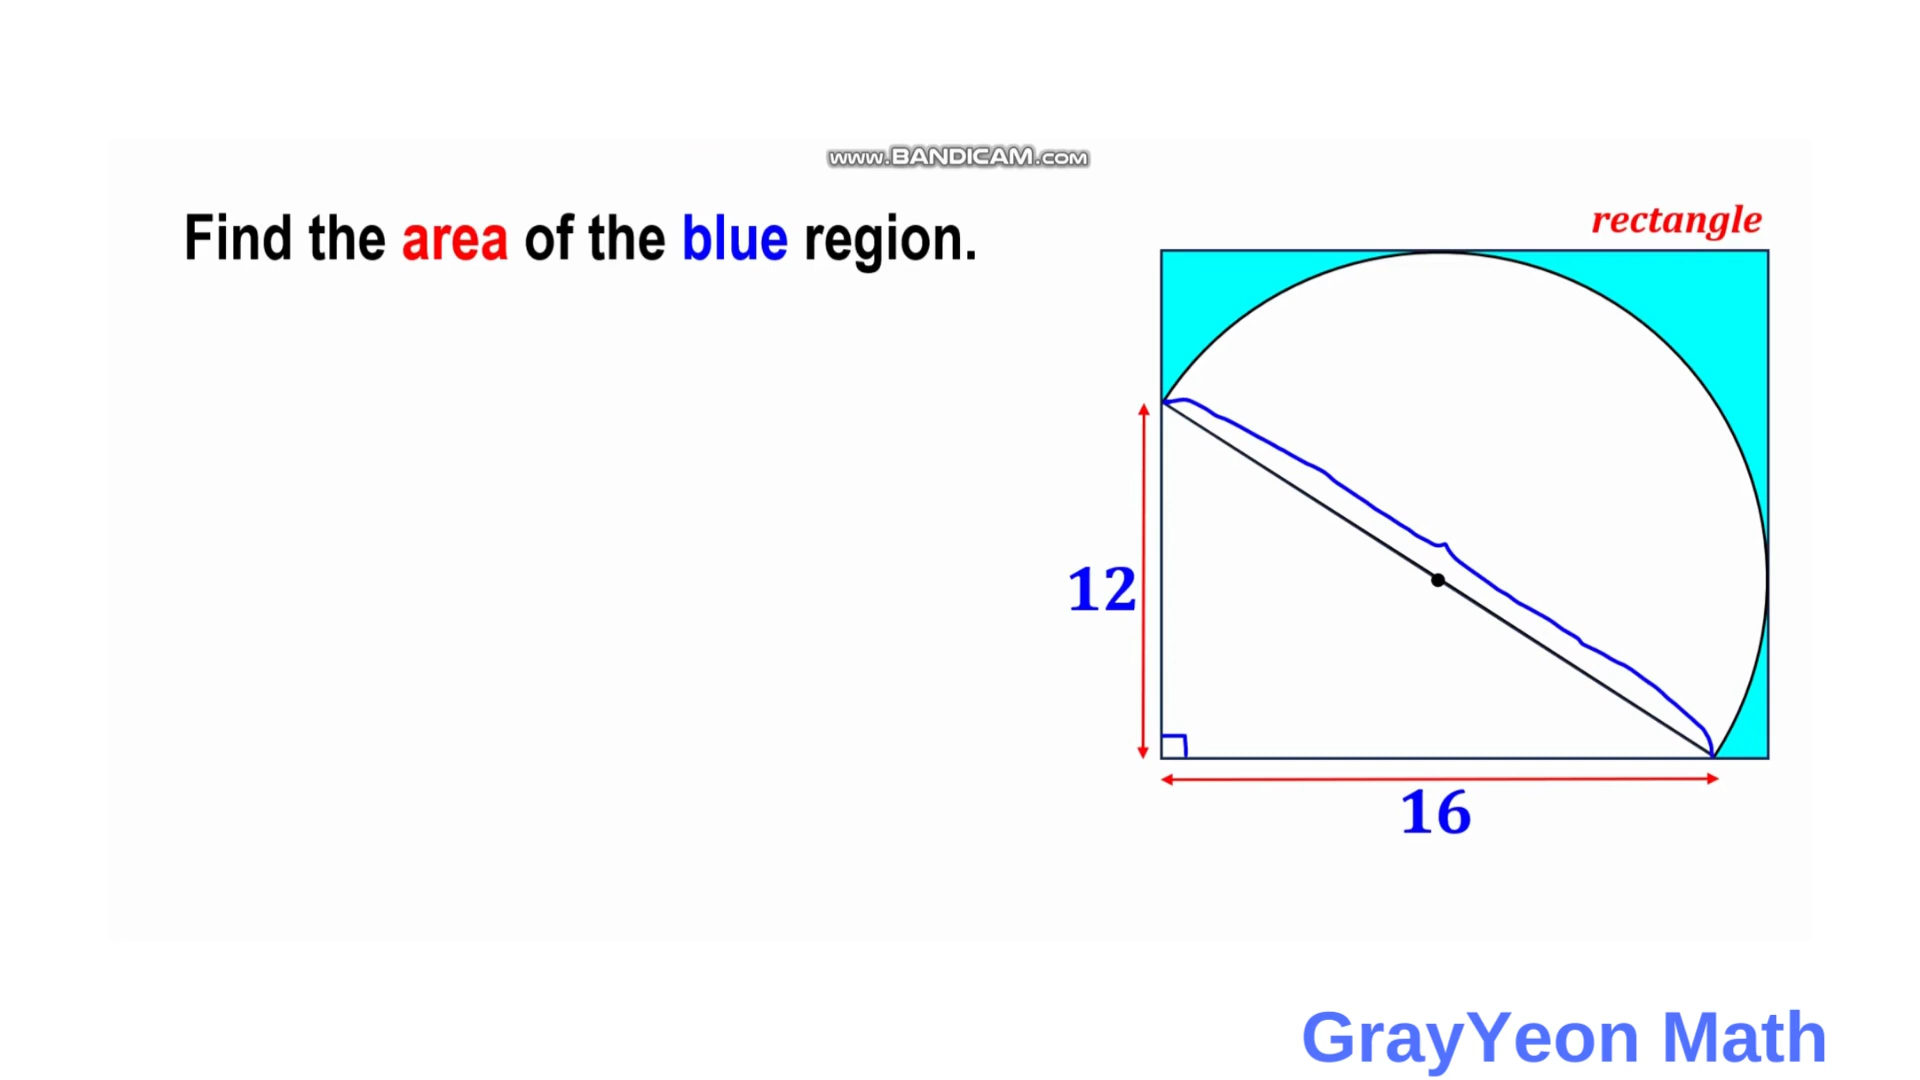 www.BANDICAM.com
Find the area of the blue region.
rectangle
12
16
GrayYeon Math